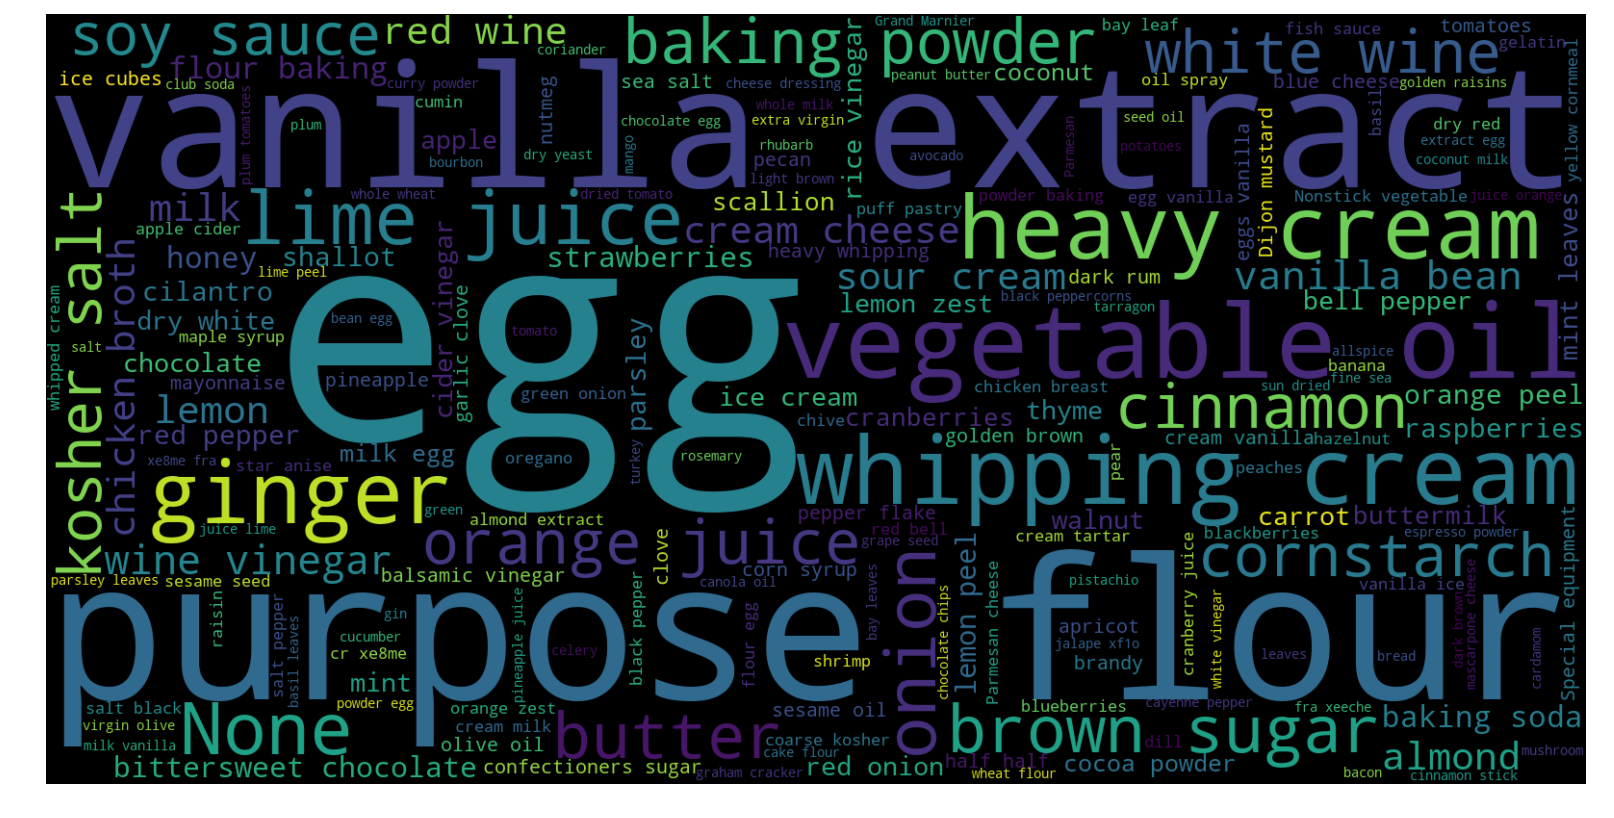 soy sauce
red wine
baking powder
Grand Marnier
bay leaf
white wine
fish sauce
tomatoes
gelatin
coriander
ice cubes
flour baking
club soda
curry powder
sea salt
cheese dressing
peanut butter
coconut
oil spray
blue cheese
golden raisins
vanilla extract
plum tomatoes
plum
cumin
apple
bourbon
nutmeg
dry yeast
chocolate egg
mango
whole milk
extra virgin
rhubarb
pecan
light brown
rice vinegar
avocado
Parmesan
seed oil
potatoes
basil
dry red
extract egg
coconut milk
yellow cornmeal
whole wheat
dried tomato
milk
apple cider
lime juice
scallion
cream cheese
puff pastry
powder baking
egg vanilla
eggs vanilla
Dijon mustard
Nonstick vegetable
juice orange
heavy cream
kosher salt
chicken broth
honey
shallot
lime peel
cider vinegar
strawberries
heavy whipping
sour cream
dark rum
vanilla bean
mint leaves
whipped cream
cilantro
dry white
maple syrup
salt
chocolate
mayonnaise
bean egg
pineapple
garlic clove
egg
tomato
green onion
parsley
lemon zest
black peppercorns
tarragon
bell pepper
vegetable oil
allspice
banana
fine sea
sun dried
chicken breast
ice cream
chive
cranberries
thyme
cinnamon
orange peel
lemon
red pepper
milk egg
xe8me fra
star anise
oregano
turkey
rosemary
golden brown
cream vanilla
hazelnut
raspberries
pear
peaches
whipping cream
ginger
green
juice lime
almond extract
pepper flake
red bell
grape seed
walnut
cream tartar
carrot
buttermilk
blackberries
espresso powder
wine vinegar
orange juice
parsley leaves
sesame seed
balsamic vinegar
clove
corn syrup
canola oil
bay leaves
onion
lemon peel
cornstarch
pistachio
vanilla ice
cranberry juice
purpose flour
raisin
salt pepper
basil leaves
gin
cucumber
cr xe8me
celery
pineapple juice
black pepper
flour egg
shrimp
chocolate chips
Parmesan cheese
apricot
jalape xf1o
brandy
white vinegar
leaves
bread
dark brown
mascarpone cheese
cardamom
Special equipment
mint
powder egg
salt black
virgin olive
milk vanilla
None
orange zest
cream milk
olive oil
butter
sesame oil
coarse kosher
cake flour
blueberries
cayenne pepper
fra xeeche
brown sugar
dill
baking soda
bittersweet chocolate
confectioners sugar
graham cracker
red onion
half half
wheat flour
cocoa powder
almond
mushroom
bacon
cinnamon stick